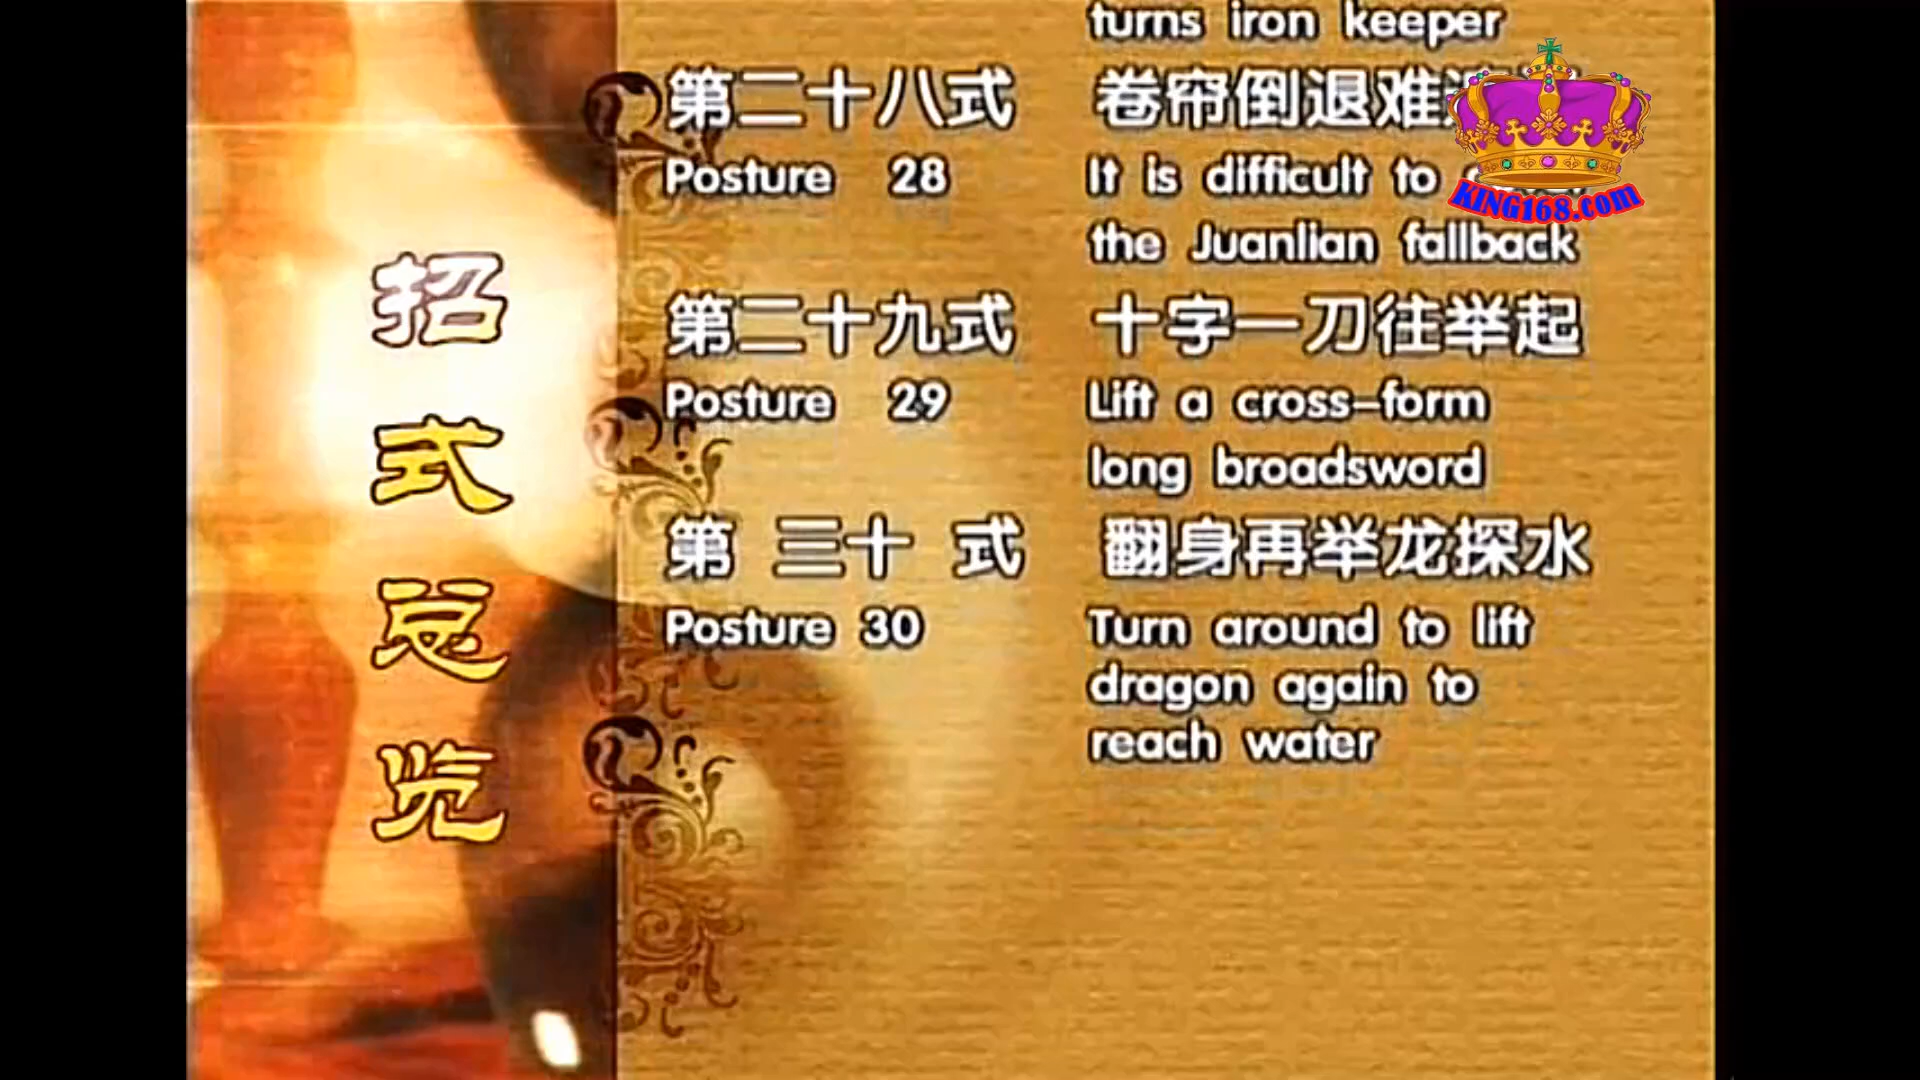 turns iron keeper
第二十八式 卷帘倒退难
Posture 28 It is difficult to
the Juanlian fallback
第二十九式 十字一刀往举起
Posture 29 Lift a cross-form
long broadsword
第 三十 式 翻身再举龙探水
Posture 30 Turn around to lift
dragon again to
reach water
招式总览
KING168.com